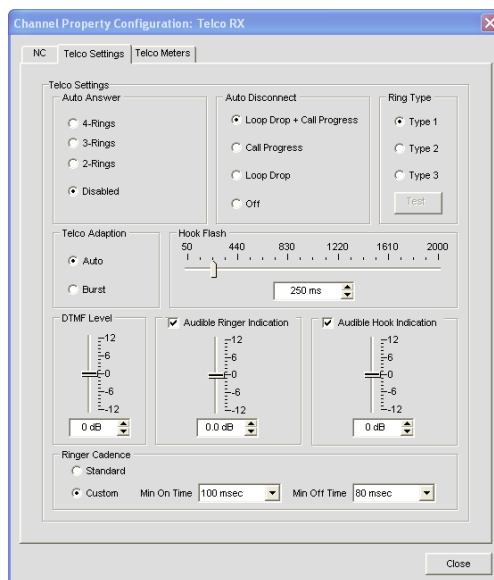 Channel Property Configuration: Telco RX
NC Telco Settings Telco Meters
Telco Settings
Auto Answer
4-Rings
3-Rings
2-Rings
Disabled
Auto Disconnect
Loop Drop + Call Progress
Call Progress
Loop Drop
Off
Ring Type
Type 1
Type 2
Type 3
Test
Telco Adaption
Auto
Burst
Hook Flash
50 440 830 1220 1610 2000
250 ms
DTMF Level
12
6
0
-6
-12
0 dB
Audible Ringer Indication
12
6
0
-6
-12
0.0 dB
Audible Hook Indication
12
6
0
-6
-12
0 dB
Ringer Cadence
Standard
Custom Min On Time 100 msec Min Off Time 80 msec
Close